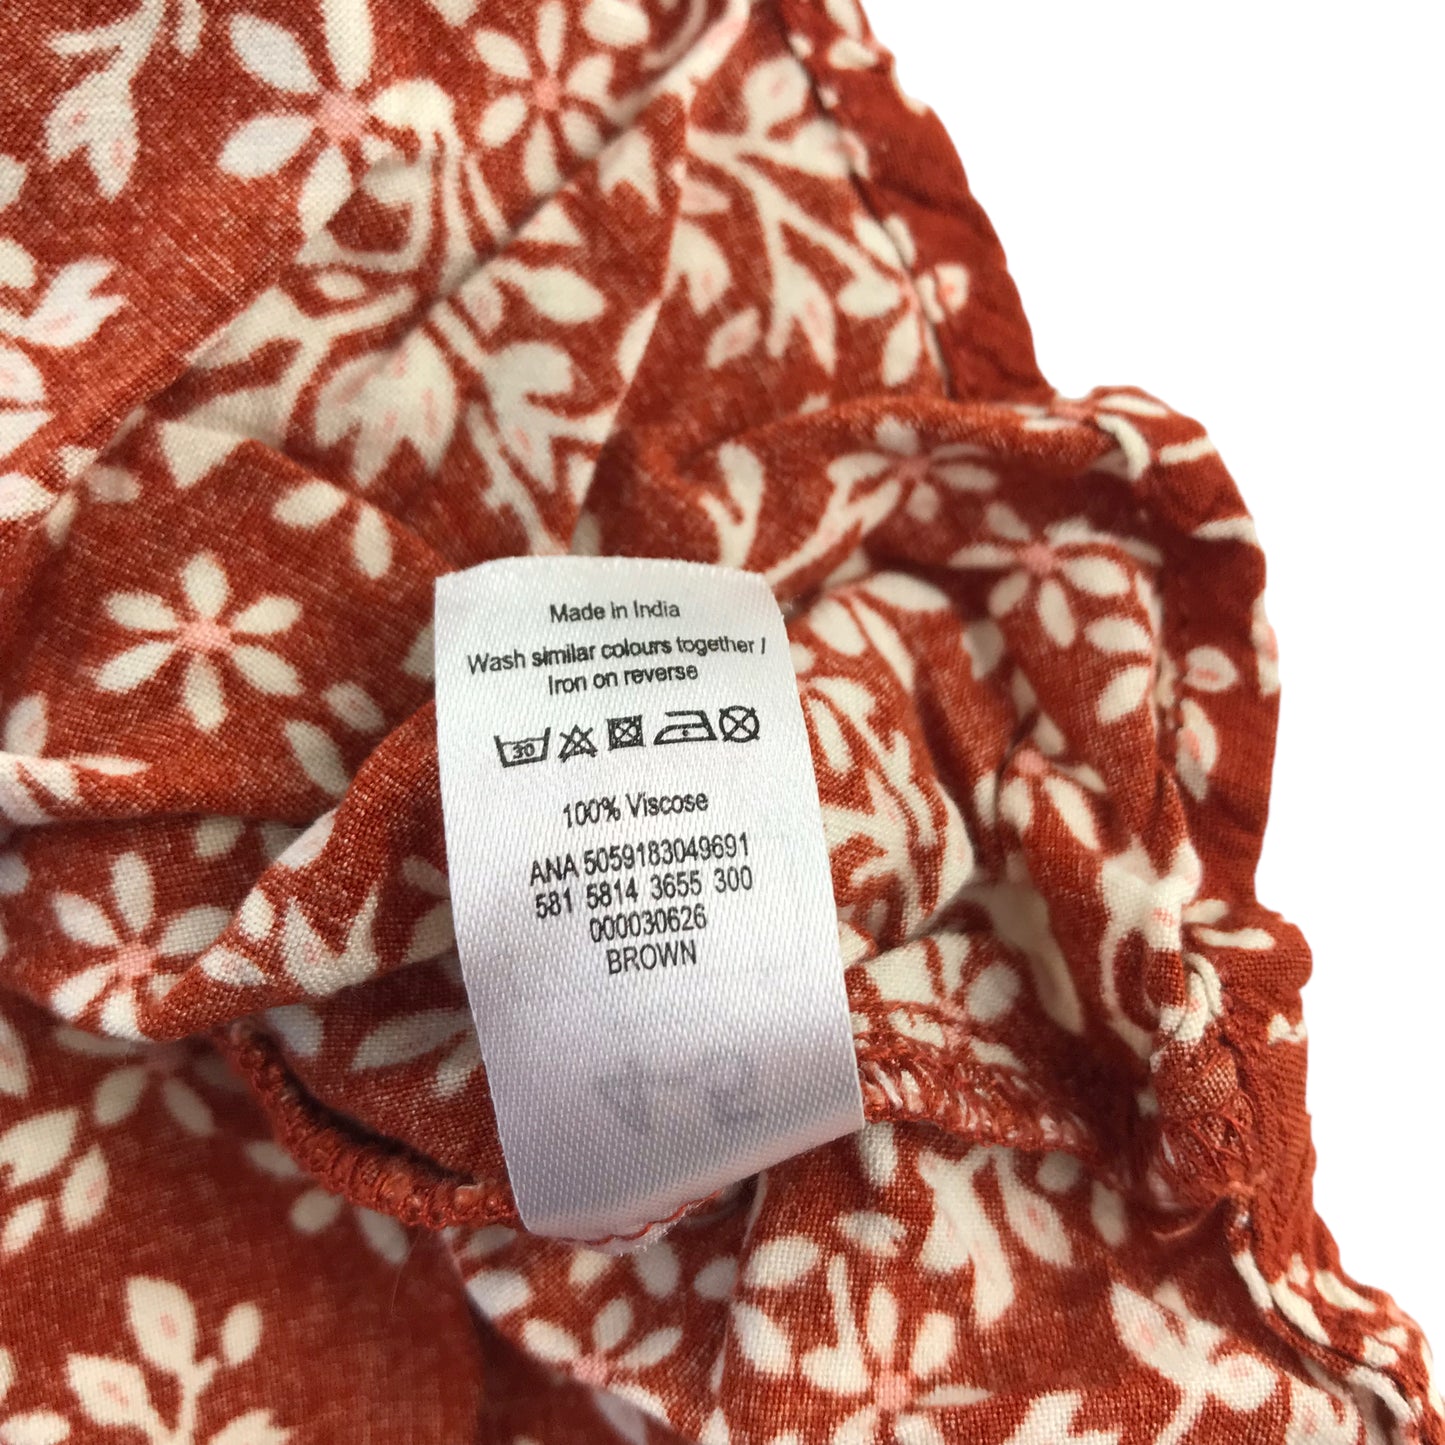 Made in India
Wash similar colours together /
Iron on reverse
30
100% Viscose
ANA 5059183049691
581 5814 3655 300
000030626
BROWN